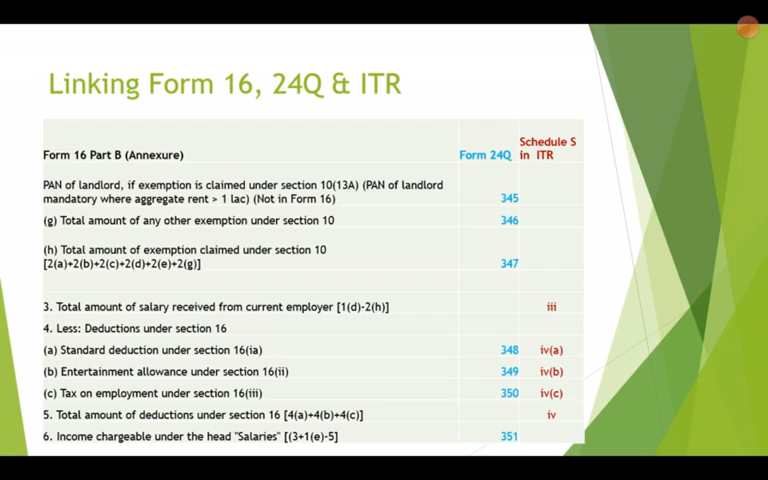 Linking Form 16, 24Q & ITR
Form 16 Part B (Annexure) Form 24Q Schedule S in ITR
PAN of landlord, if exemption is claimed under section 10(13A) (PAN of landlord
mandatory where aggregate rent > 1 lac) (Not in Form 16) 345
(g) Total amount of any other exemption under section 10 346
(h) Total amount of exemption claimed under section 10
[2(a)+2(b)+2(c)+2(d)+2(e)+2(g)] 347
3. Total amount of salary received from current employer [1(d)-2(h)] iii
4. Less: Deductions under section 16
(a) Standard deduction under section 16(ia) 348 iv(a)
(b) Entertainment allowance under section 16(ii) 349 iv(b)
(c) Tax on employment under section 16(iii) 350 iv(c)
5. Total amount of deductions under section 16 [4(a)+4(b)+4(c)] iv
6. Income chargeable under the head "Salaries" [(3+1(e)-5] 351